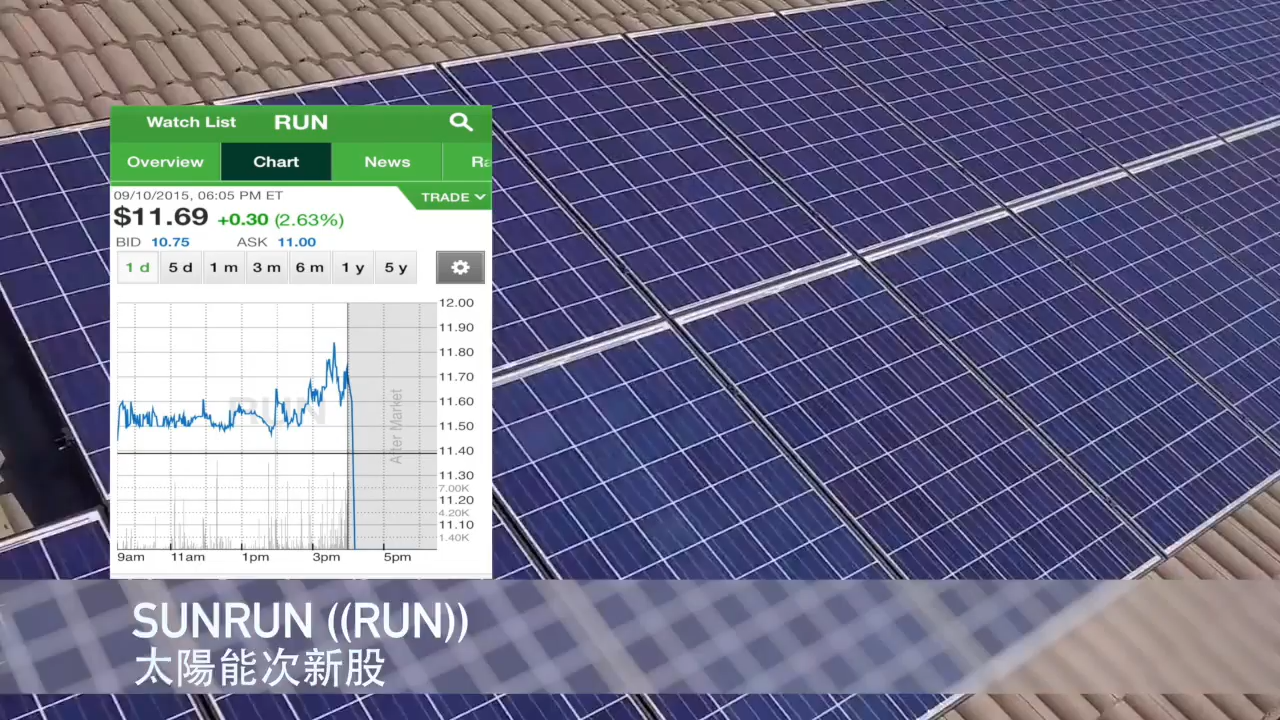 Watch List RUN
Overview Chart News Ra
09/10/2015, 06:05 PM ET
TRADE
$11.69 +0.30 (2.63%)
BID 10.75 ASK 11.00
1 d 5 d 1 m 3 m 6 m 1 y 5 y
12.00
11.90
11.80
11.70
11.60
11.50
11.40
11.30
7.00K
11.20
4.20K
11.10
1.40K
RUN
After Market
9am 11am 1pm 3pm 5pm
SUNRUN ((RUN))
太陽能次新股